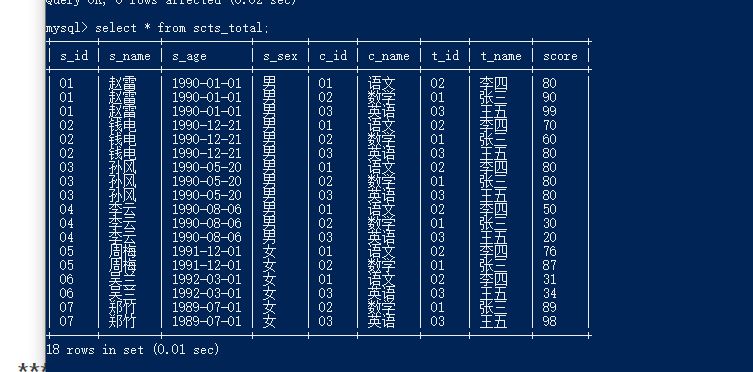 Query OK, 0 rows affected (0.02 sec)
mysql> select * from scts_total;
| s_id | s_name | s_age | s_sex | c_id | c_name | t_id | t_name | score |
| 01 | 赵雷 | 1990-01-01 | 男 | 01 | 语文 | 02 | 李四 | 80 |
| 01 | 赵雷 | 1990-01-01 | 男 | 02 | 数学 | 01 | 张三 | 90 |
| 01 | 赵雷 | 1990-01-01 | 男 | 03 | 英语 | 03 | 王五 | 99 |
| 02 | 钱电 | 1990-12-21 | 男 | 01 | 语文 | 02 | 李四 | 70 |
| 02 | 钱电 | 1990-12-21 | 男 | 02 | 数学 | 01 | 张三 | 60 |
| 02 | 钱电 | 1990-12-21 | 男 | 03 | 英语 | 03 | 王五 | 80 |
| 03 | 孙风 | 1990-05-20 | 男 | 01 | 语文 | 02 | 李四 | 80 |
| 03 | 孙风 | 1990-05-20 | 男 | 02 | 数学 | 01 | 张三 | 80 |
| 03 | 孙风 | 1990-05-20 | 男 | 03 | 英语 | 03 | 王五 | 80 |
| 04 | 李云 | 1990-08-06 | 男 | 01 | 语文 | 02 | 李四 | 50 |
| 04 | 李云 | 1990-08-06 | 男 | 02 | 数学 | 01 | 张三 | 30 |
| 04 | 李云 | 1990-08-06 | 男 | 03 | 英语 | 03 | 王五 | 20 |
| 05 | 周梅 | 1991-12-01 | 女 | 01 | 语文 | 02 | 李四 | 76 |
| 05 | 周梅 | 1991-12-01 | 女 | 02 | 数学 | 01 | 张三 | 87 |
| 06 | 吴兰 | 1992-03-01 | 女 | 01 | 语文 | 02 | 李四 | 31 |
| 06 | 吴兰 | 1992-03-01 | 女 | 03 | 英语 | 03 | 王五 | 34 |
| 07 | 郑竹 | 1989-07-01 | 女 | 02 | 数学 | 01 | 张三 | 89 |
| 07 | 郑竹 | 1989-07-01 | 女 | 03 | 英语 | 03 | 王五 | 98 |
18 rows in set (0.01 sec)
***